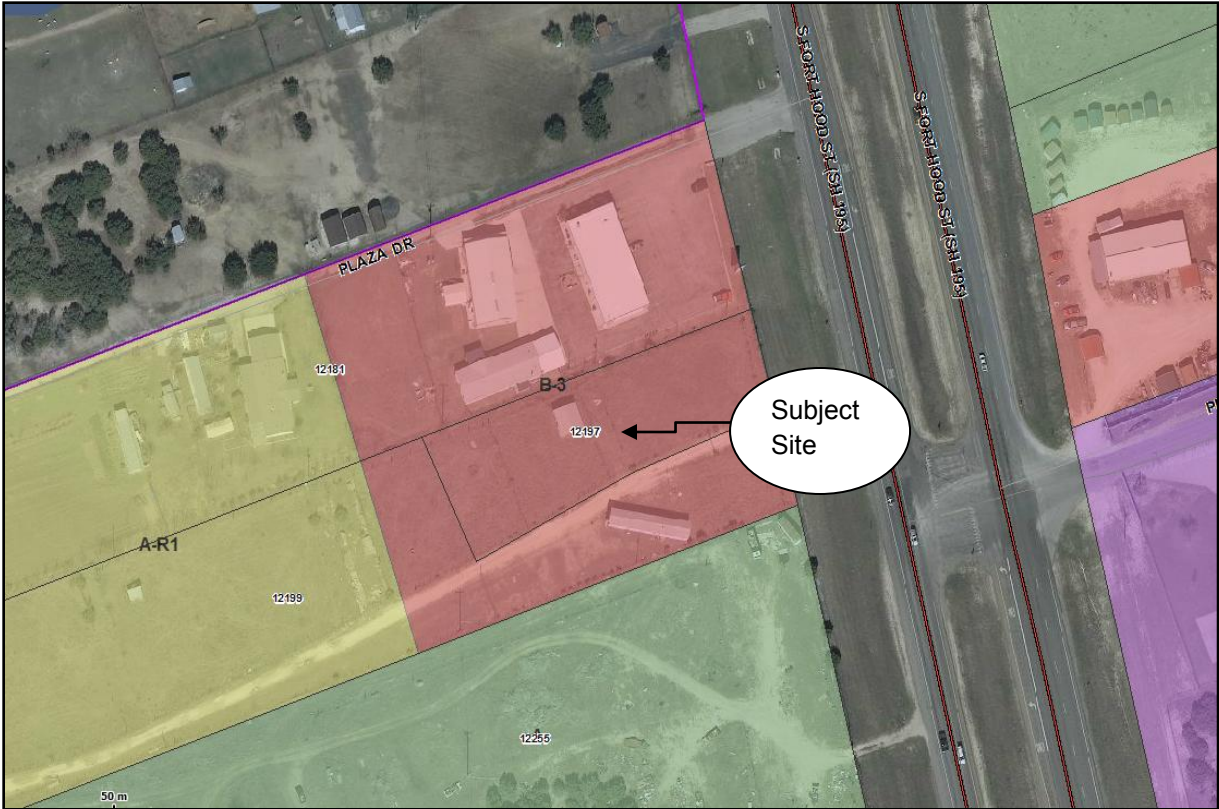 S FORT HOOD ST (SH 195)
S FORT HOOD ST (SH 195)
PLAZA DR
12181
B-3
12197
Subject
Site
A-R1
12199
12255
50 m